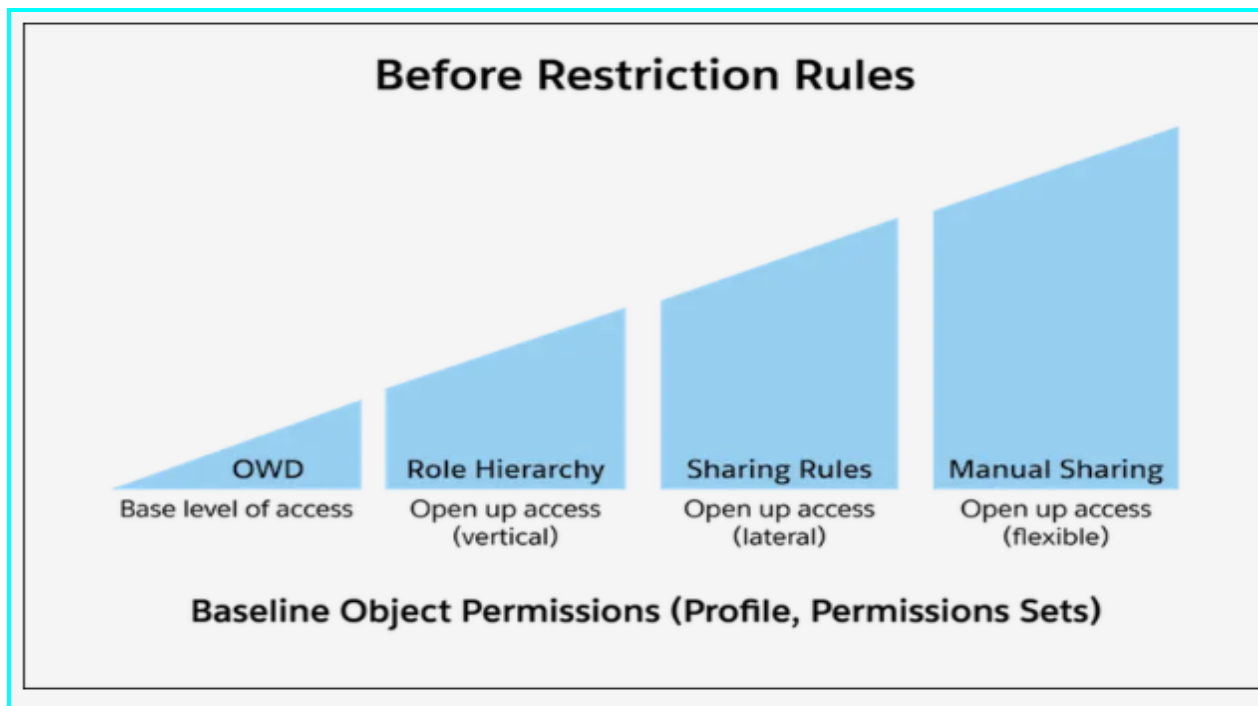 Before Restriction Rules
OWD
Base level of access
Role Hierarchy
Open up access
(vertical)
Sharing Rules
Open up access
(lateral)
Manual Sharing
Open up access
(flexible)
Baseline Object Permissions (Profile, Permissions Sets)